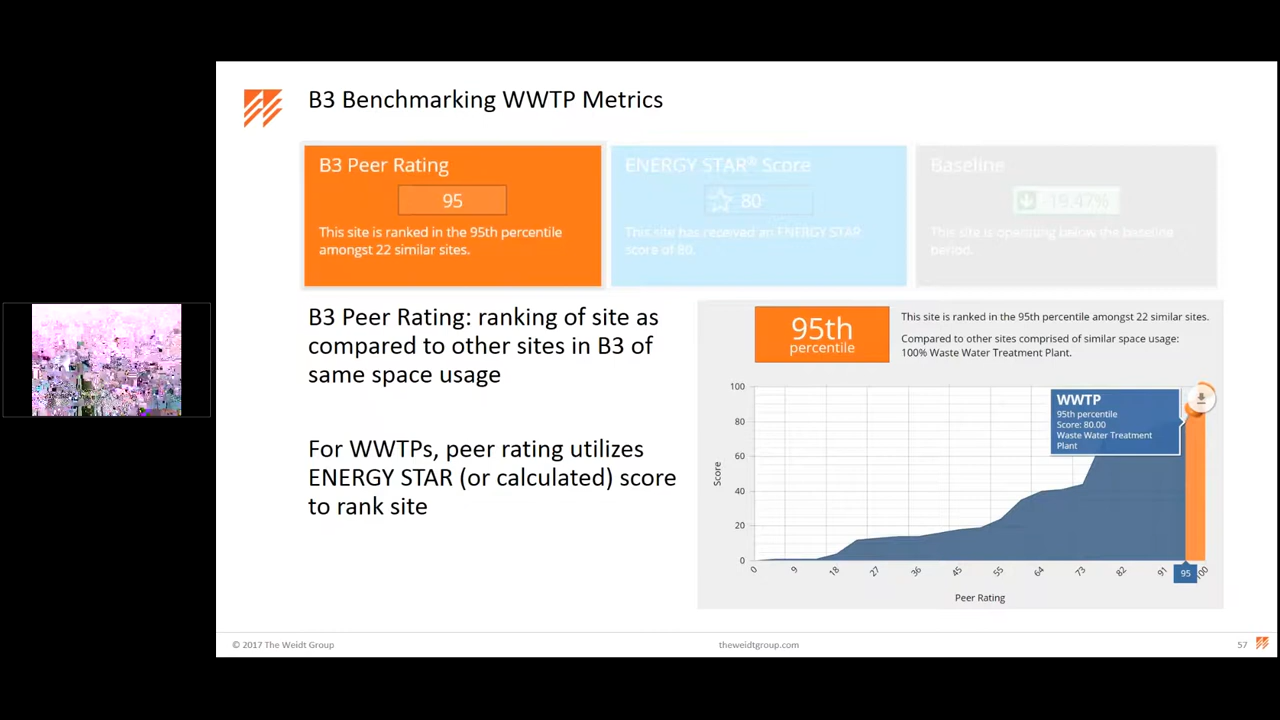 B3 Benchmarking WWTP Metrics
B3 Peer Rating
95
This site is ranked in the 95th percentile
amongst 22 similar sites.
ENERGY STAR® Score
80
This site has received an ENERGY STAR
score of 80.
Baseline
-19.47%
This site is operating below the baseline
period.
B3 Peer Rating: ranking of site as
compared to other sites in B3 of
same space usage
For WWTPs, peer rating utilizes
ENERGY STAR (or calculated) score
to rank site
95th
percentile
This site is ranked in the 95th percentile amongst 22 similar sites.
Compared to other sites comprised of similar space usage:
100% Waste Water Treatment Plant.
100
80
60
40
20
0
Score
WWTP
95th percentile
Score: 80.00
Waste Water Treatment
Plant
0 9 18 27 36 45 55 64 73 82 91 95 100
Peer Rating
© 2017 The Weidt Group
theweidtgroup.com
57